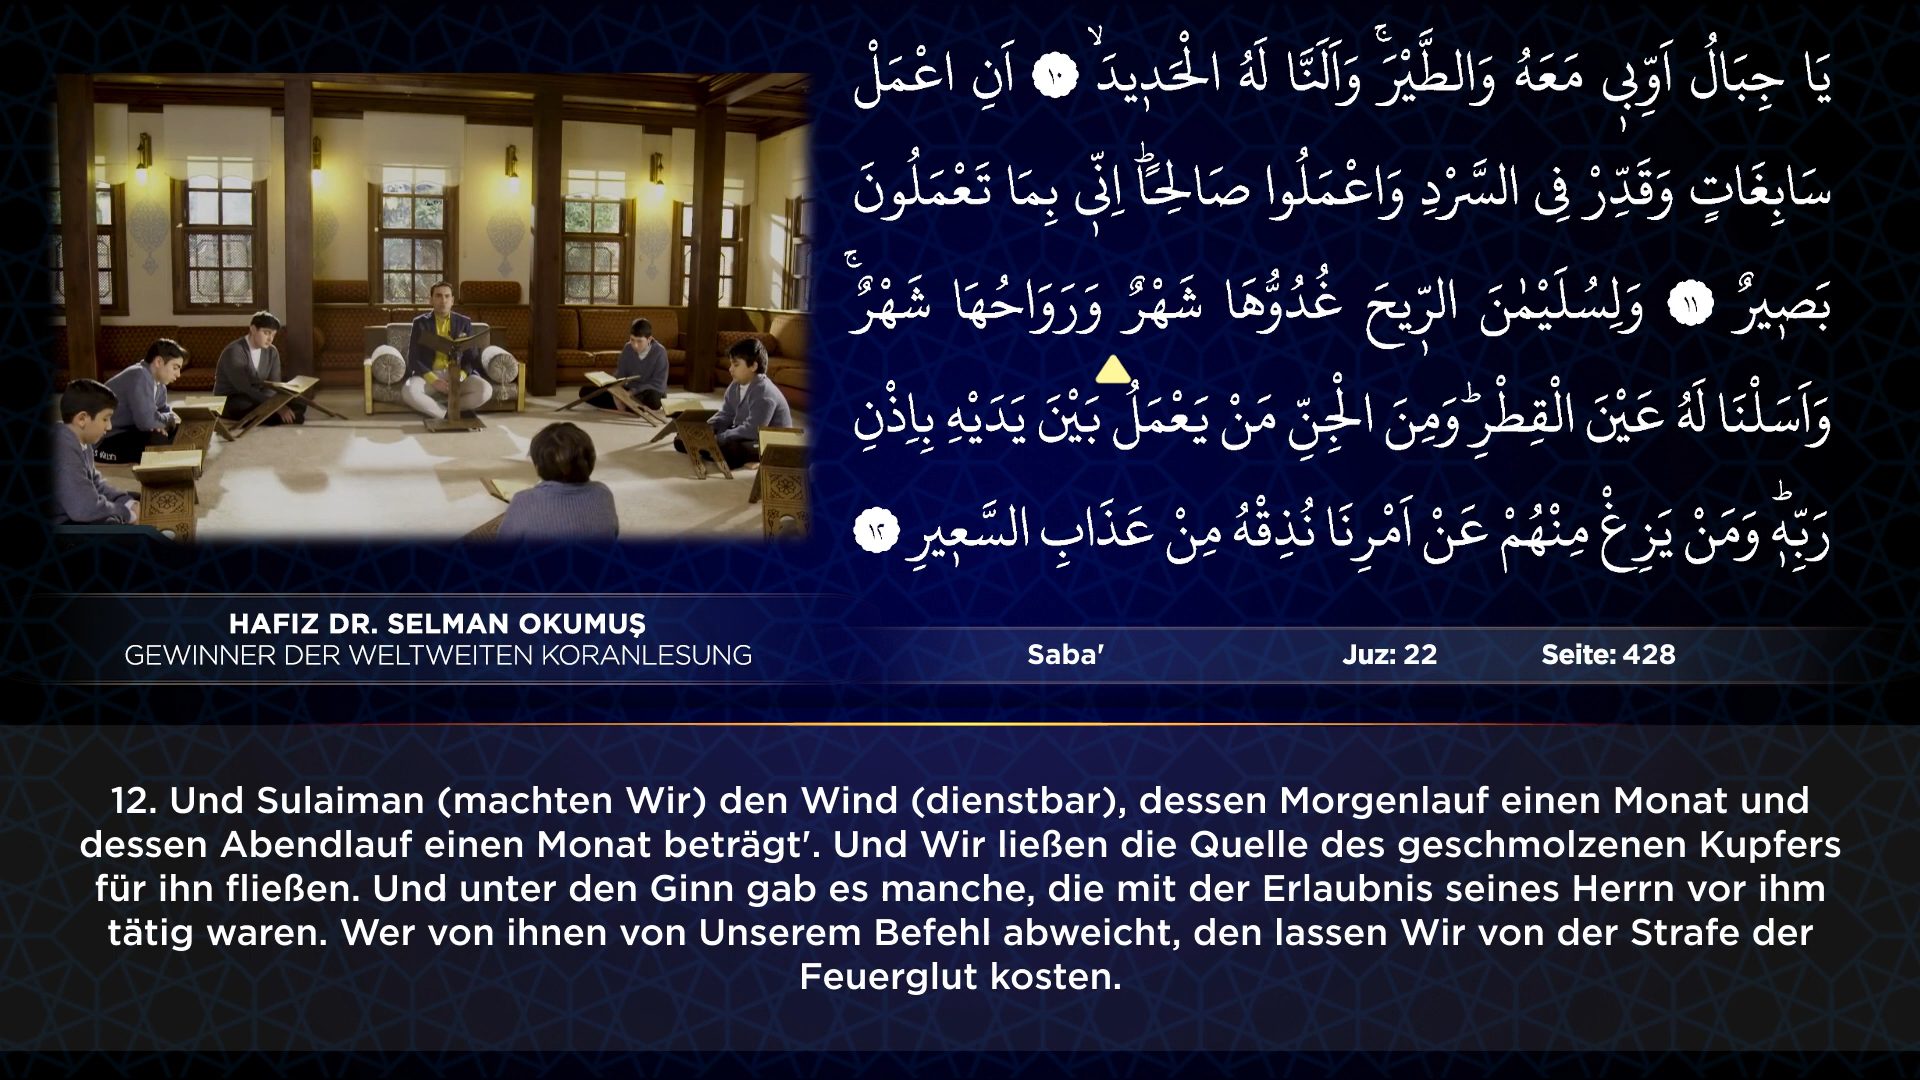 يَا جِبَالُ اَوِّبٖي مَعَهُ وَالطَّيْرَۚ وَاَلَنَّا لَهُ الْحَدٖيدَۙ ﴿١٠﴾ اَنِ اعْمَلْ
سَابِغَاتٍ وَقَدِّرْ فِي السَّرْدِ وَاعْمَلُوا صَالِحًاؕ اِنّٖي بِمَا تَعْمَلُونَ
بَصٖيرٌ ﴿١١﴾ وَلِسُلَيْمٰنَ الرّٖيحَ غُدُوُّهَا شَهْرٌ وَرَوَاحُهَا شَهْرٌۚ
وَاَسَلْنَا لَهُ عَيْنَ الْقِطْرِؕ وَمِنَ الْجِنِّ مَنْ يَعْمَلُ بَيْنَ يَدَيْهِ بِاِذْنِ
رَبِّهٖؕ وَمَنْ يَزِغْ مِنْهُمْ عَنْ اَمْرِنَا نُذِقْهُ مِنْ عَذَابِ السَّعٖيرِ ﴿١٢﴾
HAFIZ DR. SELMAN OKUMUŞ
GEWINNER DER WELTWEITEN KORANLESUNG
Saba' Juz: 22 Seite: 428
12. Und Sulaiman (machten Wir) den Wind (dienstbar), dessen Morgenlauf einen Monat und
dessen Abendlauf einen Monat beträgt'. Und Wir ließen die Quelle des geschmolzenen Kupfers
für ihn fließen. Und unter den Ginn gab es manche, die mit der Erlaubnis seines Herrn vor ihm
tätig waren. Wer von ihnen von Unserem Befehl abweicht, den lassen Wir von der Strafe der
Feuerglut kosten.